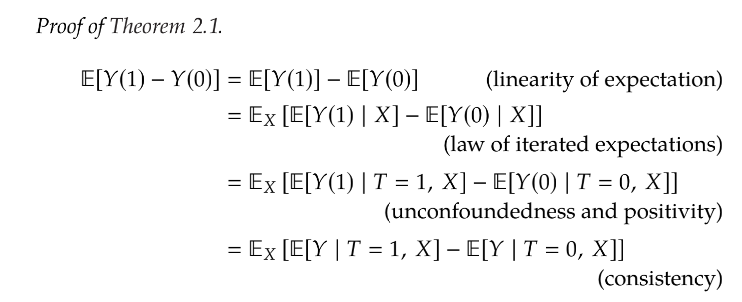 Proof of Theorem 2.1.
𝔼[Y(1) − Y(0)] = 𝔼[Y(1)] − 𝔼[Y(0)] (linearity of expectation)
= 𝔼_X [𝔼[Y(1) | X] − 𝔼[Y(0) | X]]
(law of iterated expectations)
= 𝔼_X [𝔼[Y(1) | T = 1, X] − 𝔼[Y(0) | T = 0, X]]
(unconfoundedness and positivity)
= 𝔼_X [𝔼[Y | T = 1, X] − 𝔼[Y | T = 0, X]]
(consistency)